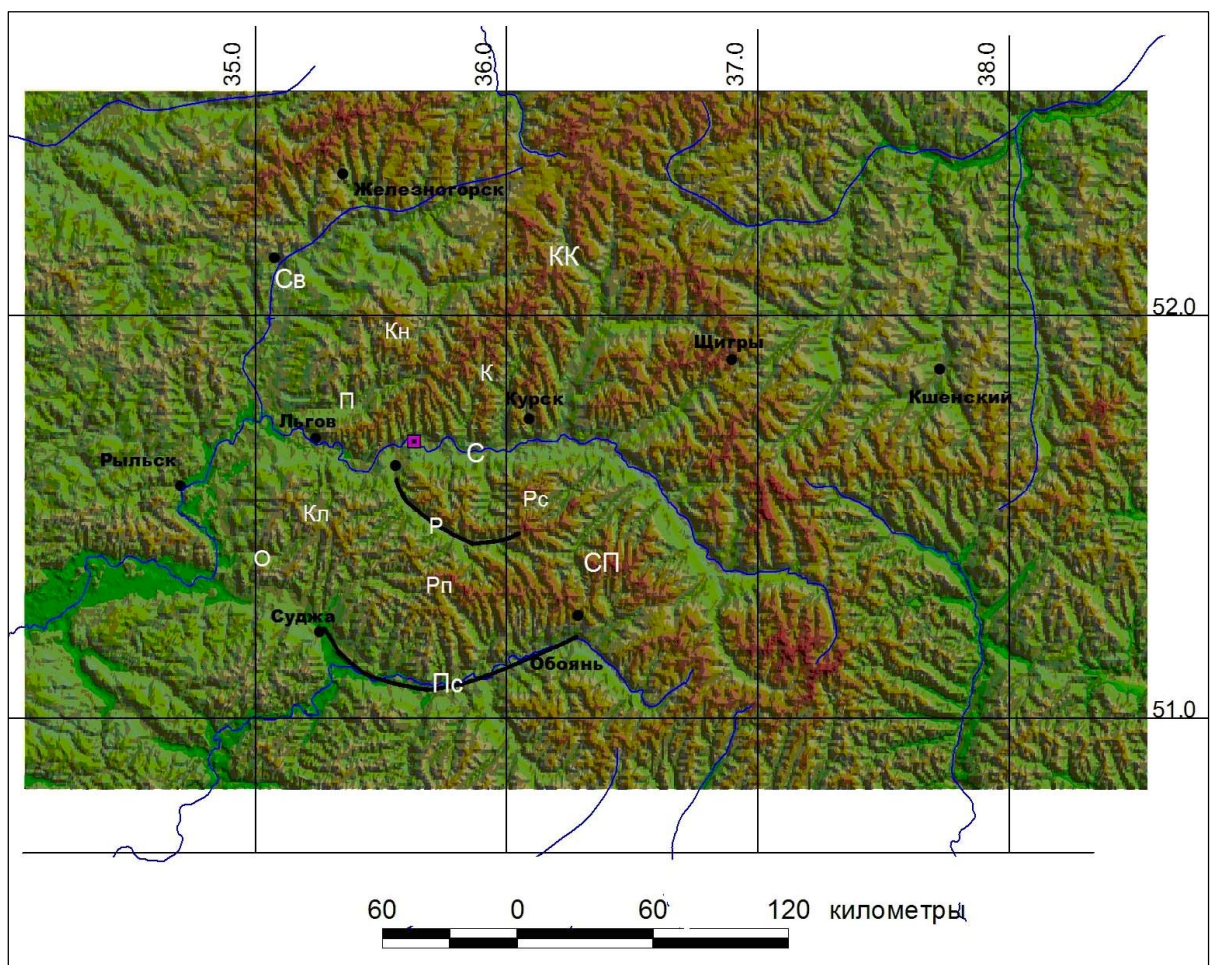 35.0
36.0
37.0
38.0
Железногорск
КК
Св
52.0
Кн
Щигры
К
П
Курск
Кшенский
Льгов
С
Рыльск
Рс
Кл
Р
О
СП
Рп
Суджа
Обоянь
Пс
51.0
60 0 60 120 километры